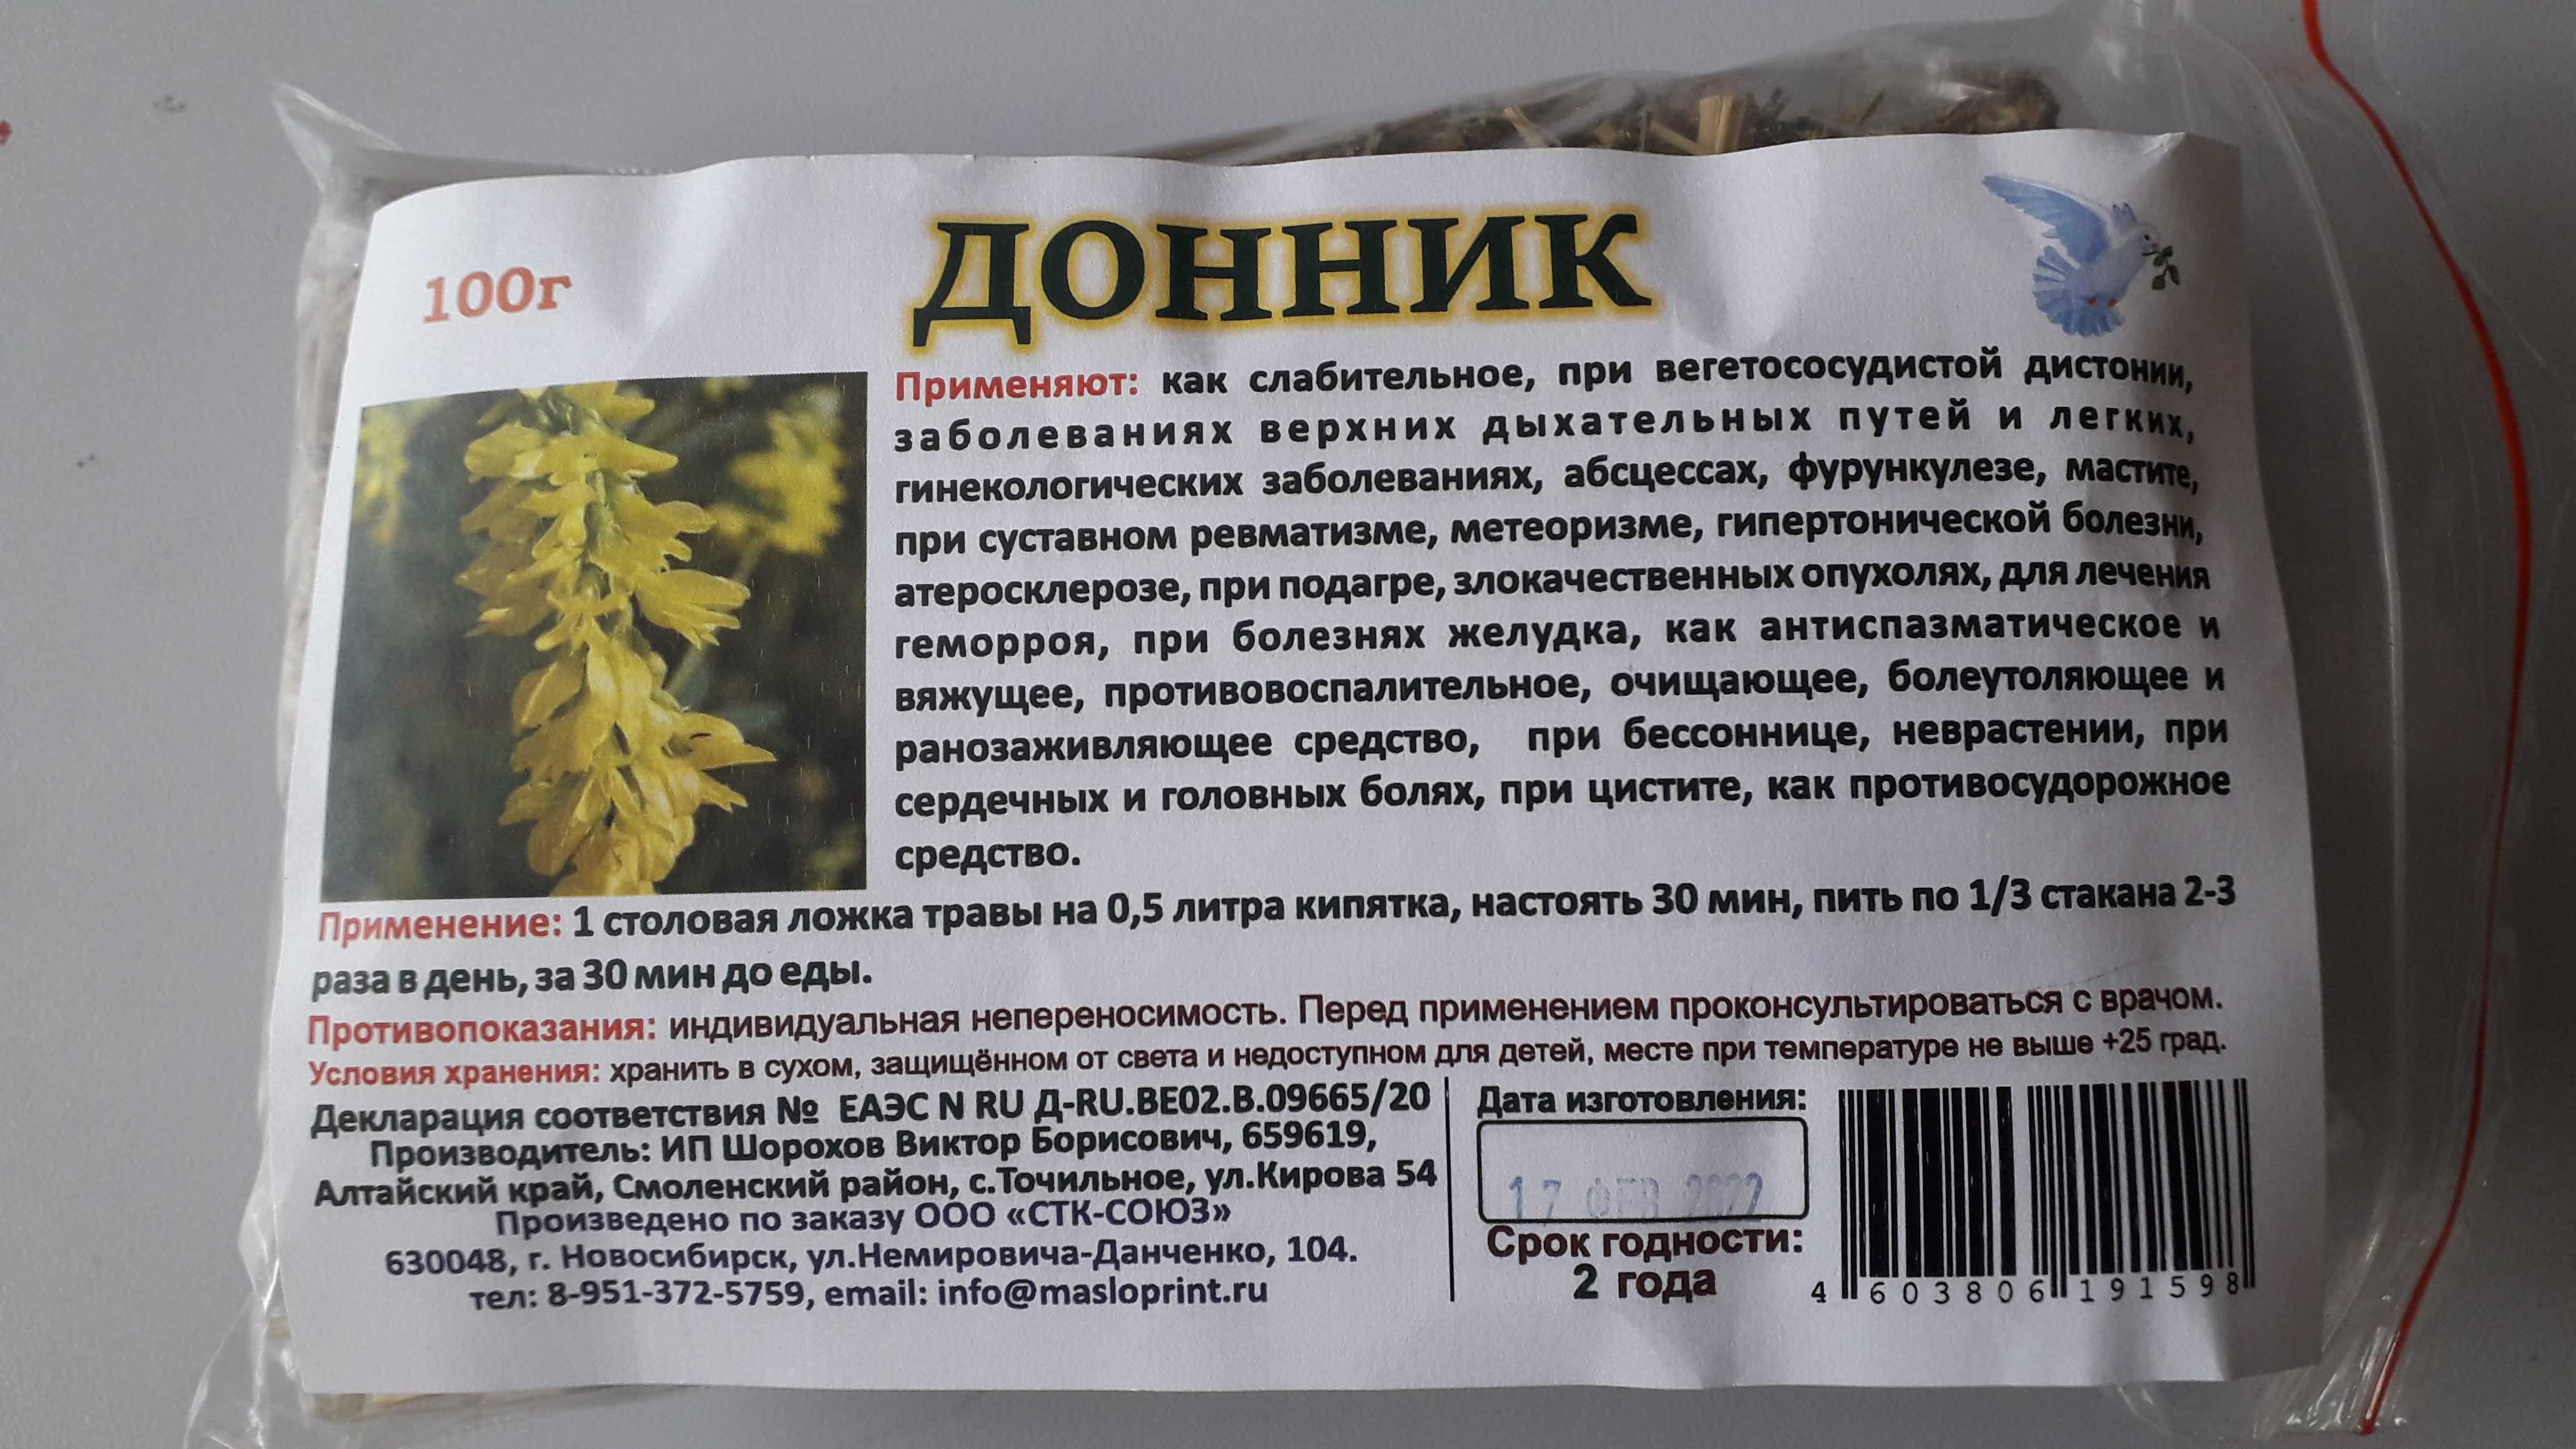 100г
ДОННИК
Применяют: как слабительное, при вегетососудистой дистонии,
заболеваниях верхних дыхательных путей и легких,
гинекологических заболеваниях, абсцессах, фурункулезе, мастите,
при суставном ревматизме, метеоризме, гипертонической болезни,
атеросклерозе, при подагре, злокачественных опухолях, для лечения
геморроя, при болезнях желудка, как антиспазматическое и
вяжущее, противовоспалительное, очищающее, болеутоляющее и
ранозаживляющее средство, при бессоннице, неврастении, при
сердечных и головных болях, при цистите, как противосудорожное
средство.
Применение: 1 столовая ложка травы на 0,5 литра кипятка, настоять 30 мин, пить по 1/3 стакана 2-3
раза в день, за 30 мин до еды.
Противопоказания: индивидуальная непереносимость. Перед применением проконсультироваться с врачом.
Условия хранения: хранить в сухом, защищённом от света и недоступном для детей, месте при температуре не выше +25 град.
Декларация соответствия № ЕАЭС N RU Д-RU.ВЕ02.В.09665/20
Производитель: ИП Шорохов Виктор Борисович, 659619,
Алтайский край, Смоленский район, с.Точильное, ул.Кирова 54
Произведено по заказу ООО «СТК-СОЮЗ»
630048, г. Новосибирск, ул.Немировича-Данченко, 104.
тел: 8-951-372-5759, email: info@masloprint.ru
Дата изготовления:
17 ФЕВ 2022
Срок годности:
2 года
4 603806 191598